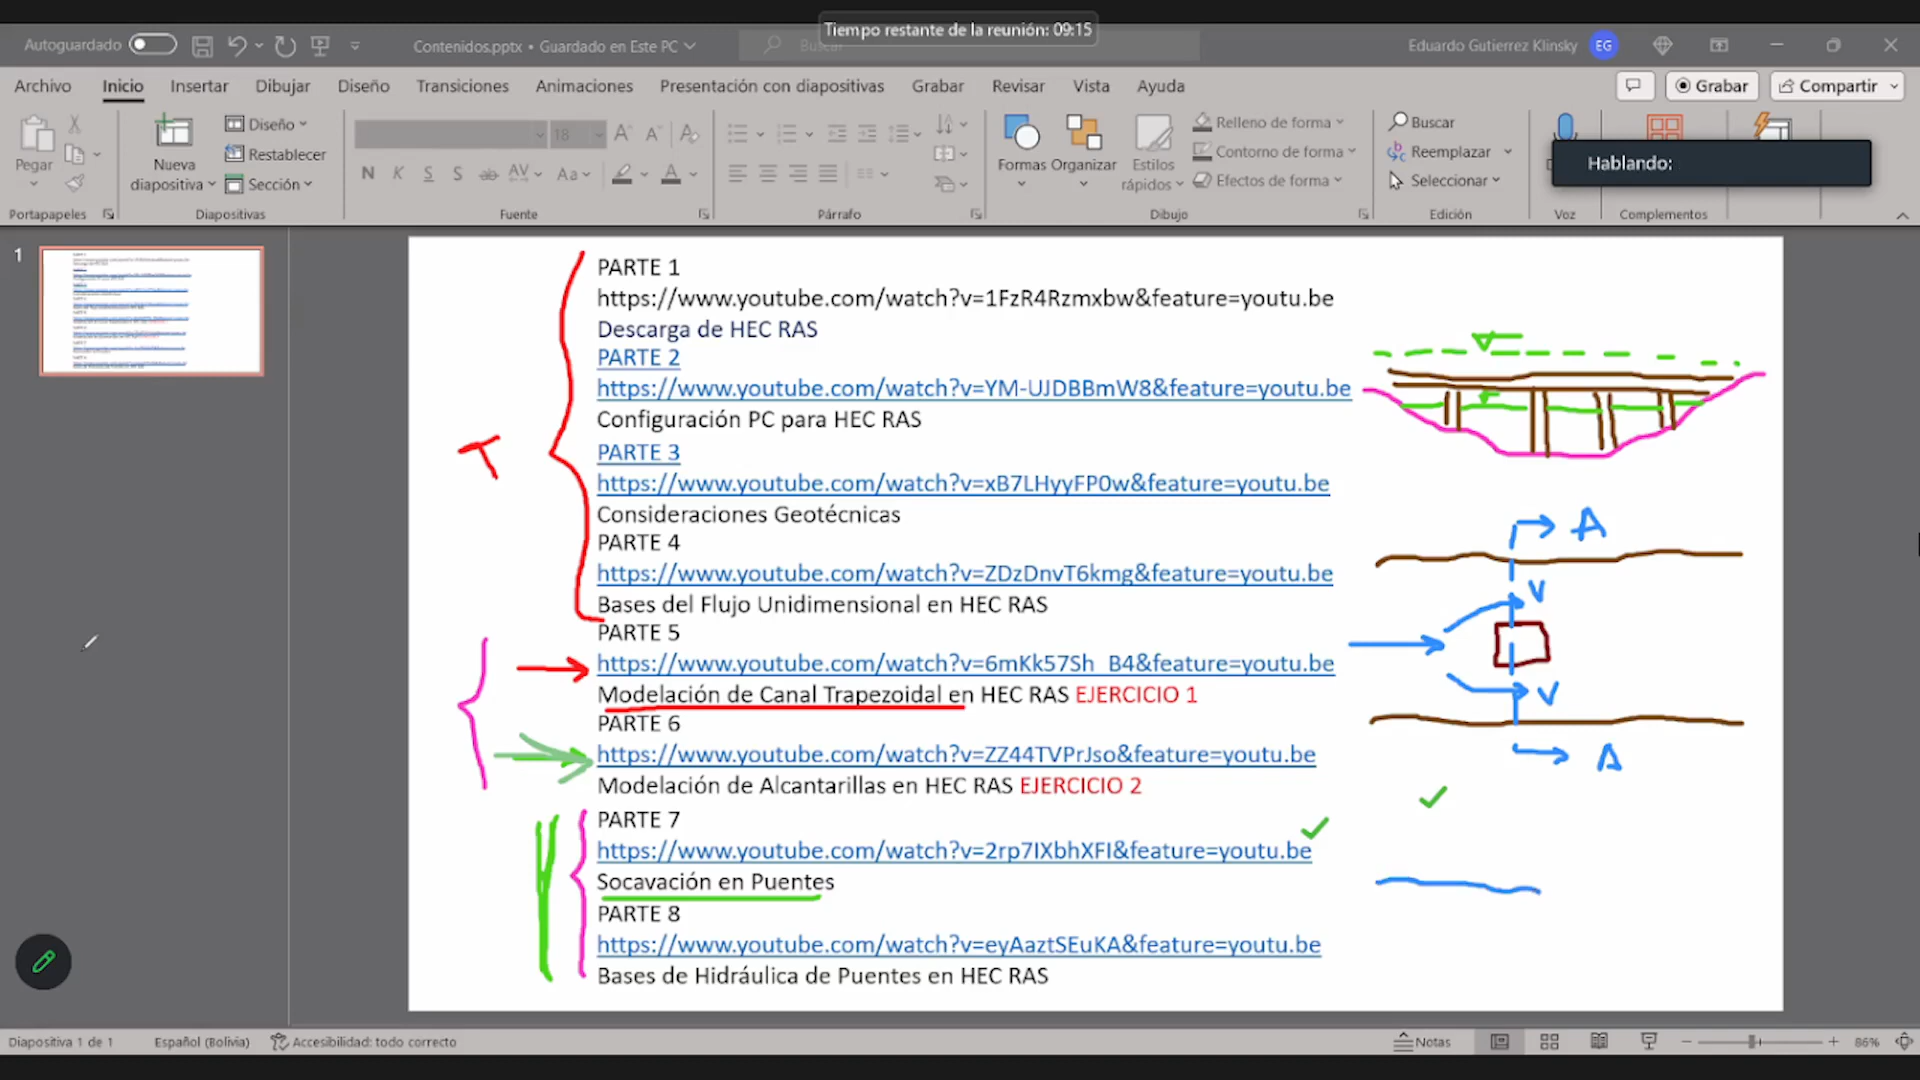 Tiempo restante de la reunión: 09:15
Autoguardado
Contenidos.pptx • Guardado en Este PC
Buscar
Eduardo Gutierrez Klinsky
EG
Archivo
Inicio
Insertar
Dibujar
Diseño
Transiciones
Animaciones
Presentación con diapositivas
Grabar
Revisar
Vista
Ayuda
Grabar
Compartir
Pegar
Portapapeles
Nueva
diapositiva
Diseño
Restablecer
Sección
Diapositivas
18
N K S S ab AV Aa A
Fuente
Párrafo
Formas
Organizar
Estilos
rápidos
Relleno de forma
Contorno de forma
Efectos de forma
Dibujo
Buscar
Reemplazar
Seleccionar
Edición
Voz
Complementos
Hablando:
1
PARTE 1
https://www.youtube.com/watch?v=1FzR4Rzmxbw&feature=youtu.be
Descarga de HEC RAS
PARTE 2
https://www.youtube.com/watch?v=YM-UJDBBmW8&feature=youtu.be
Configuración PC para HEC RAS
PARTE 3
https://www.youtube.com/watch?v=xB7LHyyFP0w&feature=youtu.be
Consideraciones Geotécnicas
PARTE 4
https://www.youtube.com/watch?v=ZDzDnvT6kmg&feature=youtu.be
Bases del Flujo Unidimensional en HEC RAS
PARTE 5
https://www.youtube.com/watch?v=6mKk57Sh_B4&feature=youtu.be
Modelación de Canal Trapezoidal en HEC RAS EJERCICIO 1
PARTE 6
https://www.youtube.com/watch?v=ZZ44TVPrJso&feature=youtu.be
Modelación de Alcantarillas en HEC RAS EJERCICIO 2
PARTE 7
https://www.youtube.com/watch?v=2rp7IXbhXFI&feature=youtu.be
Socavación en Puentes
PARTE 8
https://www.youtube.com/watch?v=eyAaztSEuKA&feature=youtu.be
Bases de Hidráulica de Puentes en HEC RAS
T
A
V
V
A
Diapositiva 1 de 1
Español (Bolivia)
Accesibilidad: todo correcto
Notas
86%